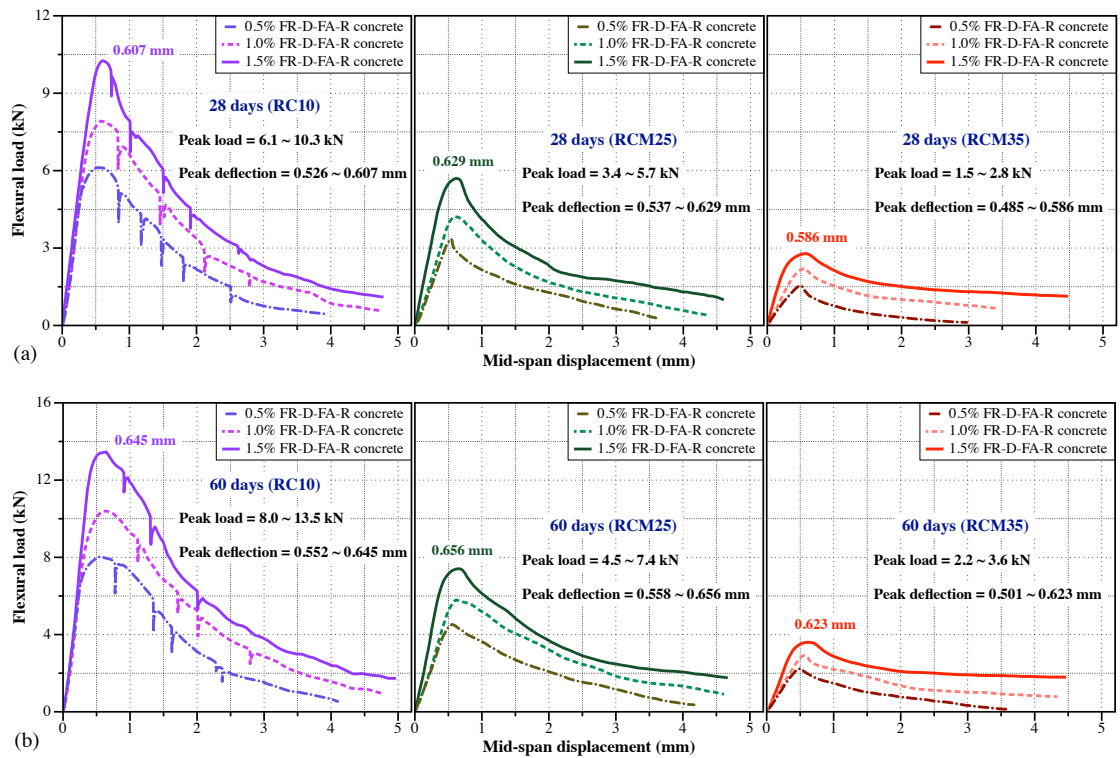 12
9
6
3
0
Flexural load (kN)
0.5% FR-D-FA-R concrete
1.0% FR-D-FA-R concrete
1.5% FR-D-FA-R concrete
0.607 mm
28 days (RC10)
Peak load = 6.1 ~ 10.3 kN
Peak deflection = 0.526 ~ 0.607 mm
0.5% FR-D-FA-R concrete
1.0% FR-D-FA-R concrete
1.5% FR-D-FA-R concrete
28 days (RCM25)
0.629 mm
Peak load = 3.4 ~ 5.7 kN
Peak deflection = 0.537 ~ 0.629 mm
0.5% FR-D-FA-R concrete
1.0% FR-D-FA-R concrete
1.5% FR-D-FA-R concrete
28 days (RCM35)
Peak load = 1.5 ~ 2.8 kN
Peak deflection = 0.485 ~ 0.586 mm
0.586 mm
0 1 2 3 4 5 0 1 2 3 4 5 0 1 2 3 4 5
(a)
Mid-span displacement (mm)
16
12
8
4
0
Flexural load (kN)
0.5% FR-D-FA-R concrete
1.0% FR-D-FA-R concrete
1.5% FR-D-FA-R concrete
0.645 mm
60 days (RC10)
Peak load = 8.0 ~ 13.5 kN
Peak deflection = 0.552 ~ 0.645 mm
0.5% FR-D-FA-R concrete
1.0% FR-D-FA-R concrete
1.5% FR-D-FA-R concrete
60 days (RCM25)
0.656 mm
Peak load = 4.5 ~ 7.4 kN
Peak deflection = 0.558 ~ 0.656 mm
0.5% FR-D-FA-R concrete
1.0% FR-D-FA-R concrete
1.5% FR-D-FA-R concrete
60 days (RCM35)
Peak load = 2.2 ~ 3.6 kN
Peak deflection = 0.501 ~ 0.623 mm
0.623 mm
0 1 2 3 4 5 0 1 2 3 4 5 0 1 2 3 4 5
(b)
Mid-span displacement (mm)